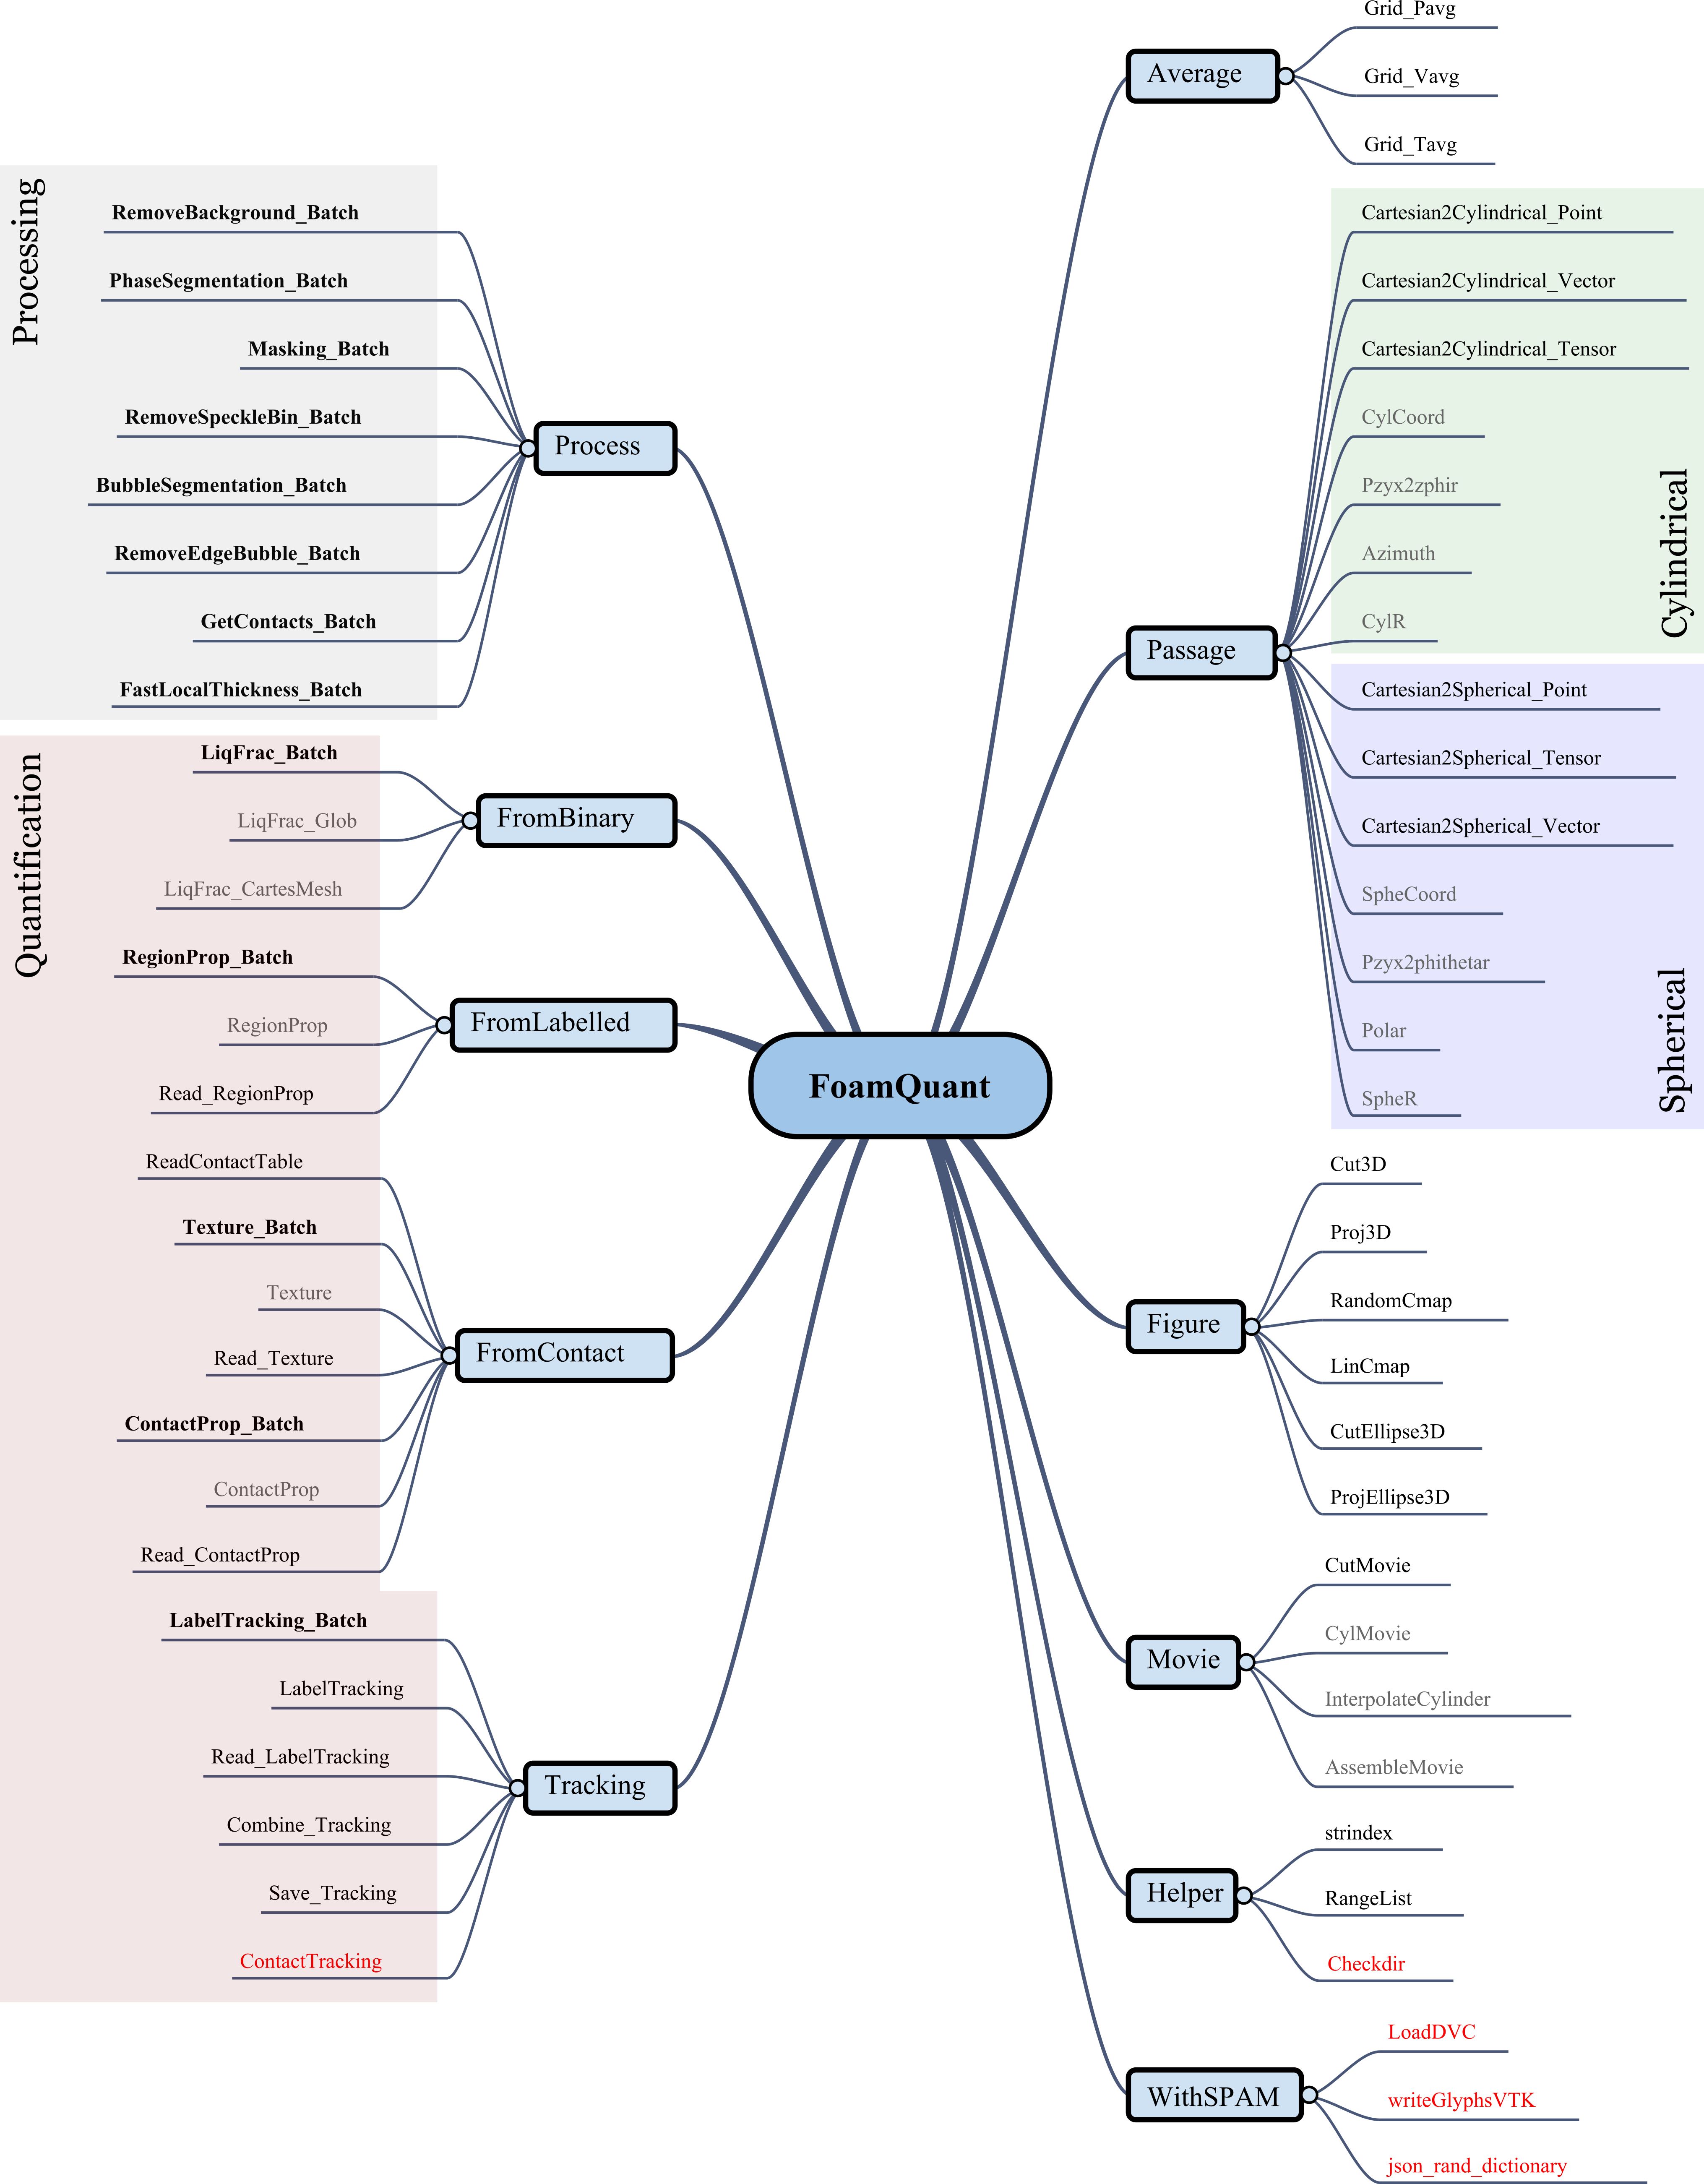 Processing
RemoveBackground_Batch
PhaseSegmentation_Batch
Masking_Batch
RemoveSpeckleBin_Batch
BubbleSegmentation_Batch
RemoveEdgeBubble_Batch
GetContacts_Batch
FastLocalThickness_Batch
Process
Quantification
LiqFrac_Batch
LiqFrac_Glob
LiqFrac_CartesMesh
FromBinary
RegionProp_Batch
RegionProp
Read_RegionProp
FromLabelled
ReadContactTable
Texture_Batch
Texture
Read_Texture
ContactProp_Batch
ContactProp
Read_ContactProp
FromContact
LabelTracking_Batch
LabelTracking
Read_LabelTracking
Combine_Tracking
Save_Tracking
ContactTracking
Tracking
FoamQuant
Average
Grid_Pavg
Grid_Vavg
Grid_Tavg
Passage
Cartesian2Cylindrical_Point
Cartesian2Cylindrical_Vector
Cartesian2Cylindrical_Tensor
CylCoord
Pzyx2zphir
Azimuth
CylR
Cylindrical
Cartesian2Spherical_Point
Cartesian2Spherical_Tensor
Cartesian2Spherical_Vector
SpheCoord
Pzyx2phithetar
Polar
SpheR
Spherical
Figure
Cut3D
Proj3D
RandomCmap
LinCmap
CutEllipse3D
ProjEllipse3D
Movie
CutMovie
CylMovie
InterpolateCylinder
AssembleMovie
Helper
strindex
RangeList
Checkdir
WithSPAM
LoadDVC
writeGlyphsVTK
json_rand_dictionary